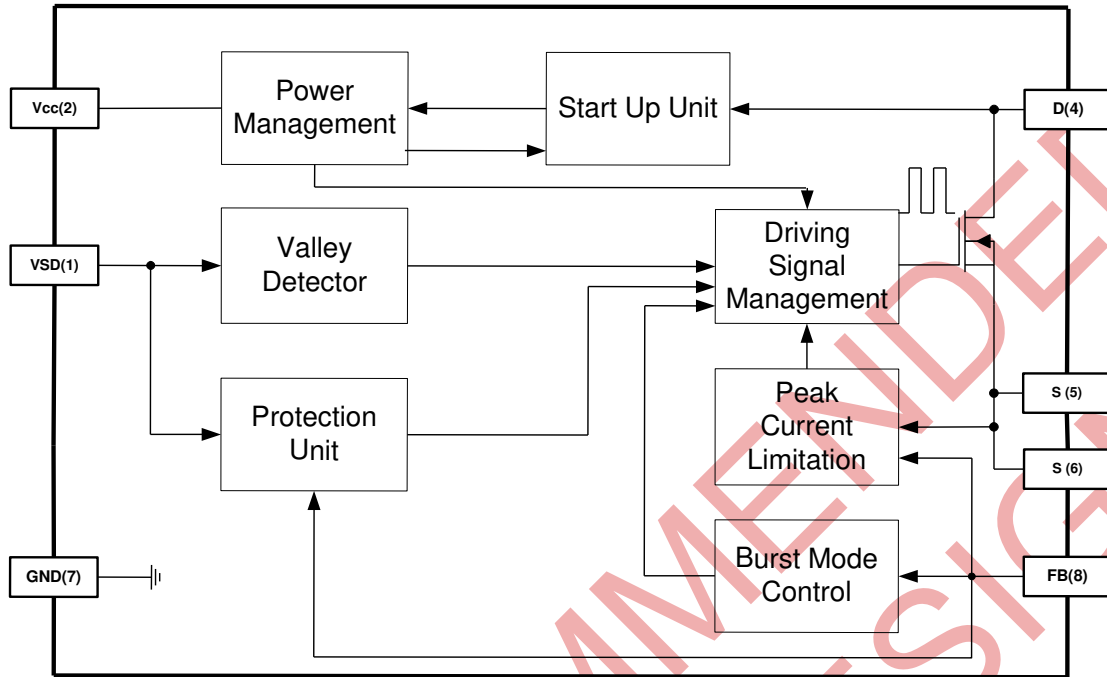 Vcc(2)
Power
Management
Start Up Unit
D(4)
VSD(1)
Valley
Detector
Driving
Signal
Management
Protection
Unit
Peak
Current
Limitation
S (5)
S (6)
GND(7)
Burst Mode
Control
FB(8)